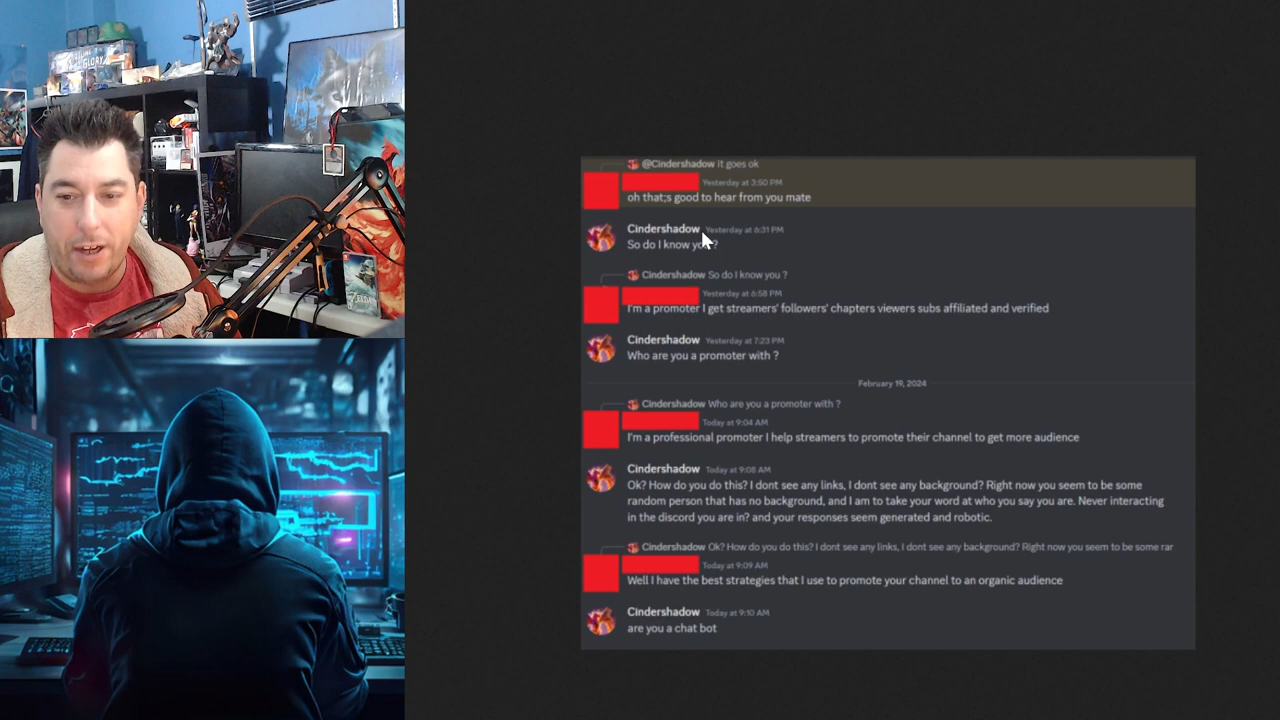 GLORY
@Cindershadow it goes ok
Yesterday at 3:50 PM
oh that;s good to hear from you mate
Cindershadow Yesterday at 6:31 PM
So do I know you ?
Cindershadow So do I know you ?
Yesterday at 6:58 PM
I'm a promoter I get streamers' followers' chapters viewers subs affiliated and verified
Cindershadow Yesterday at 7:23 PM
Who are you a promoter with ?
February 19, 2024
Cindershadow Who are you a promoter with ?
Today at 9:04 AM
I'm a professional promoter I help streamers to promote their channel to get more audience
Cindershadow Today at 9:08 AM
Ok? How do you do this? I dont see any links, I dont see any background? Right now you seem to be some
random person that has no background, and I am to take your word at who you say you are. Never interacting
in the discord you are in? and your responses seem generated and robotic.
Cindershadow Ok? How do you do this? I dont see any links, I dont see any background? Right now you seem to be some rar
Today at 9:09 AM
Well I have the best strategies that I use to promote your channel to an organic audience
Cindershadow Today at 9:10 AM
are you a chat bot